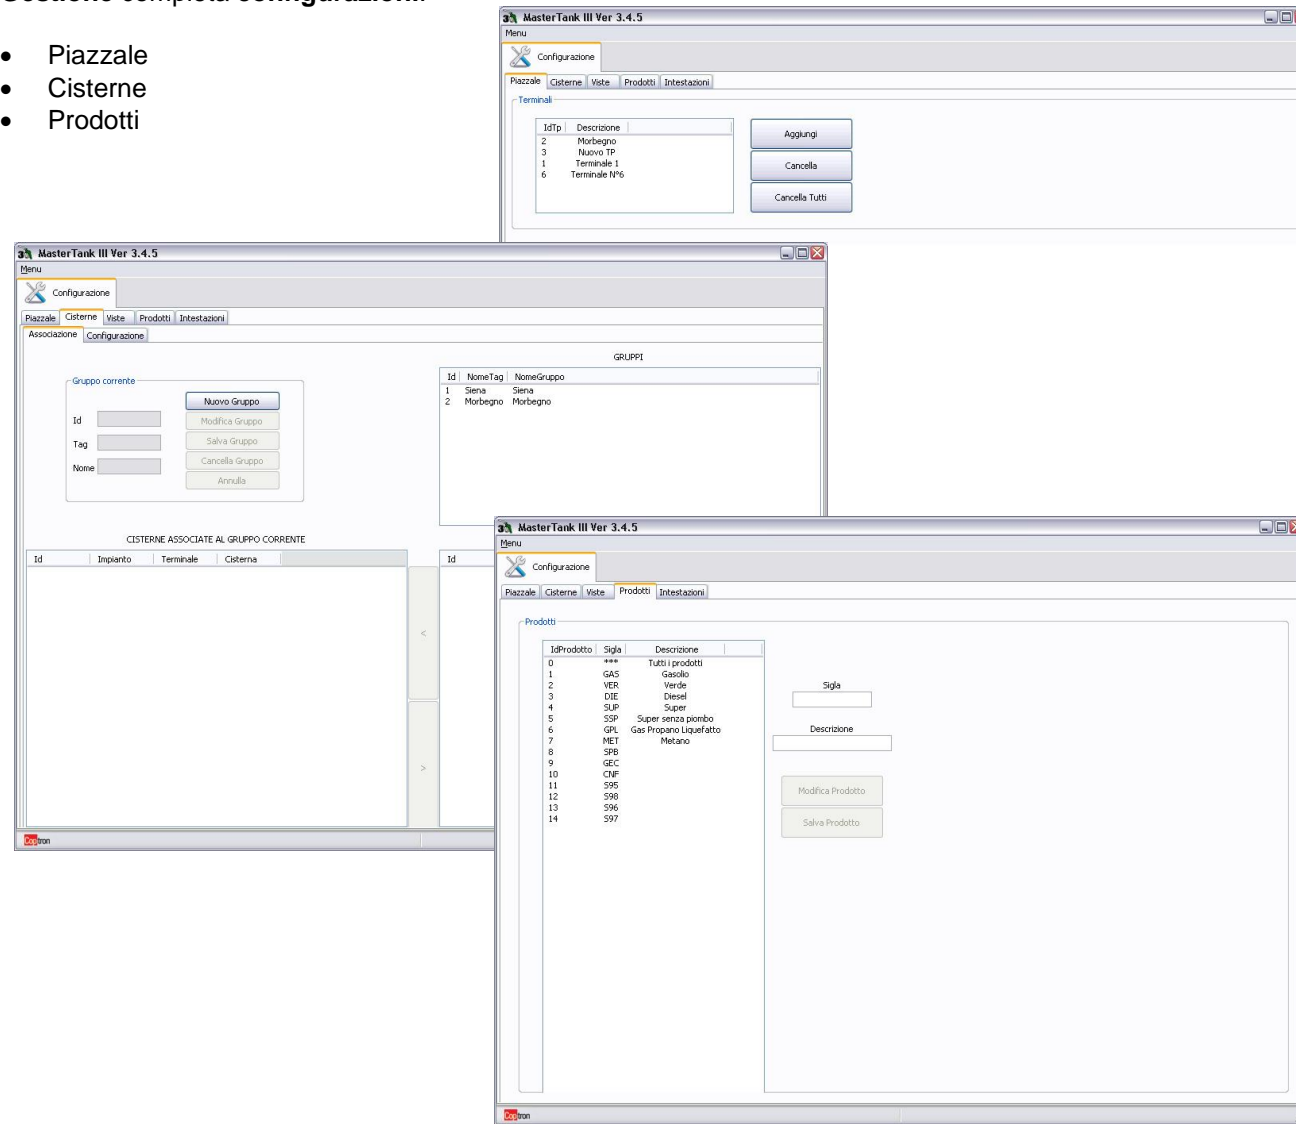 Gestione completa configurazioni:
• Piazzale
• Cisterne
• Prodotti
MasterTank III Ver 3.4.5
Menu
Configurazione
Piazzale Cisterne Viste Prodotti Intestazioni
Terminali
IdTp Descrizione
2 Morbegno
3 Nuovo TP
1 Terminale 1
6 Terminale N°6
Aggiungi
Cancella
Cancella Tutti
MasterTank III Ver 3.4.5
Menu
Configurazione
Piazzale Cisterne Viste Prodotti Intestazioni
Associazione Configurazione
Gruppo corrente
Id
Tag
Nome
Nuovo Gruppo
Modifica Gruppo
Salva Gruppo
Cancella Gruppo
Annulla
GRUPPI
Id NomeTag NomeGruppo
1 Siena Siena
2 Morbegno Morbegno
CISTERNE ASSOCIATE AL GRUPPO CORRENTE
Id Impianto Terminale Cisterna
<
>
Id
Coptron
MasterTank III Ver 3.4.5
Menu
Configurazione
Piazzale Cisterne Viste Prodotti Intestazioni
Prodotti
IdProdotto Sigla Descrizione
0 *** Tutti i prodotti
1 GAS Gasolio
2 VER Verde
3 DIE Diesel
4 SUP Super
5 SSP Super senza piombo
6 GPL Gas Propano Liquefatto
7 MET Metano
8 SPB
9 GEC
10 CNF
11 S95
12 S98
13 S96
14 S97
Sigla
Descrizione
Modifica Prodotto
Salva Prodotto
Coptron